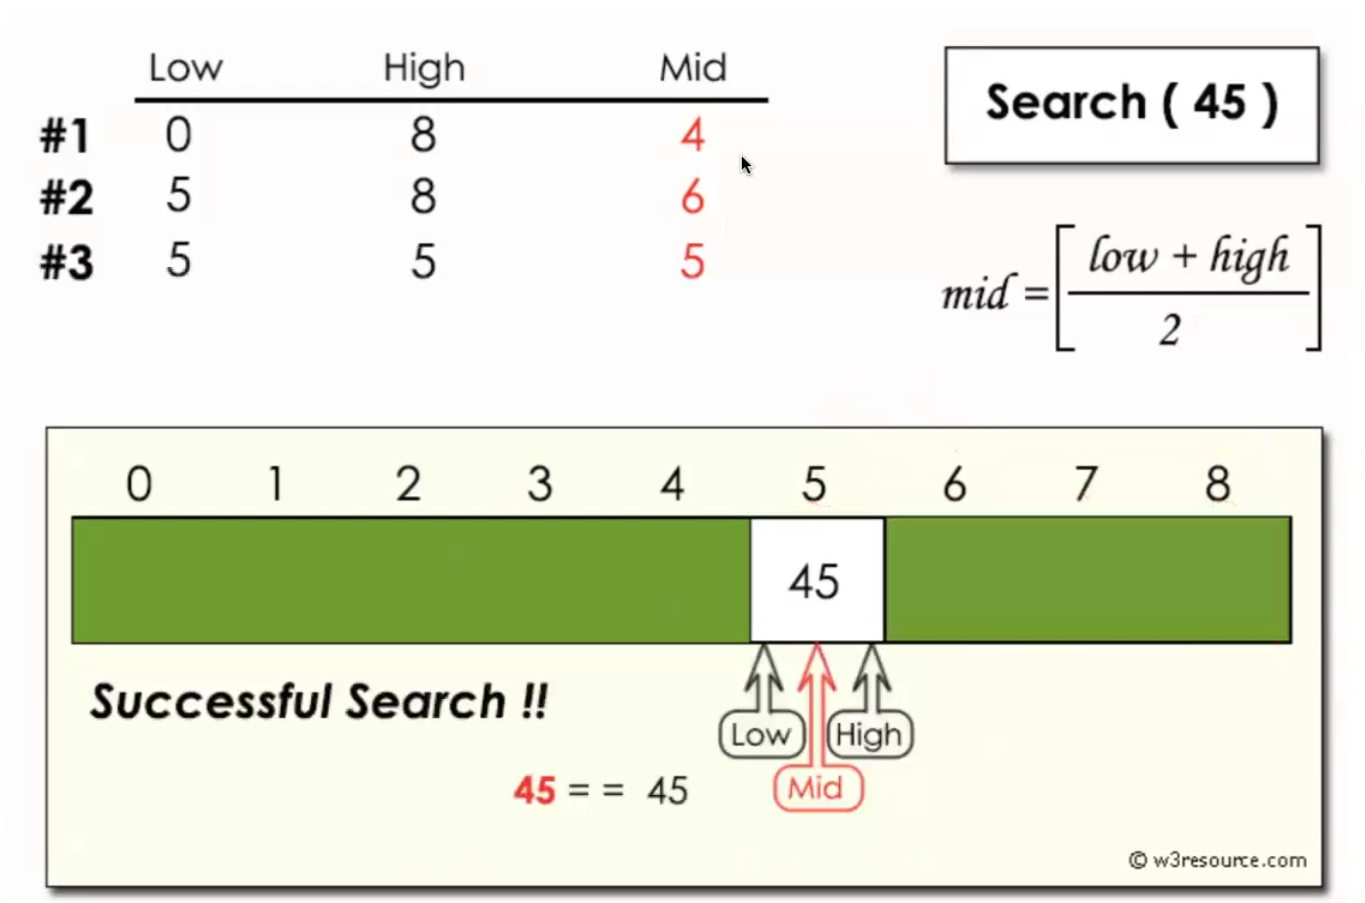 Low High Mid
#1 0 8 4
#2 5 8 6
#3 5 5 5
Search ( 45 )
mid = [ low + high
2 ]
0 1 2 3 4 5 6 7 8
45
Successful Search !!
Low High
Mid
45 = = 45
© w3resource.com